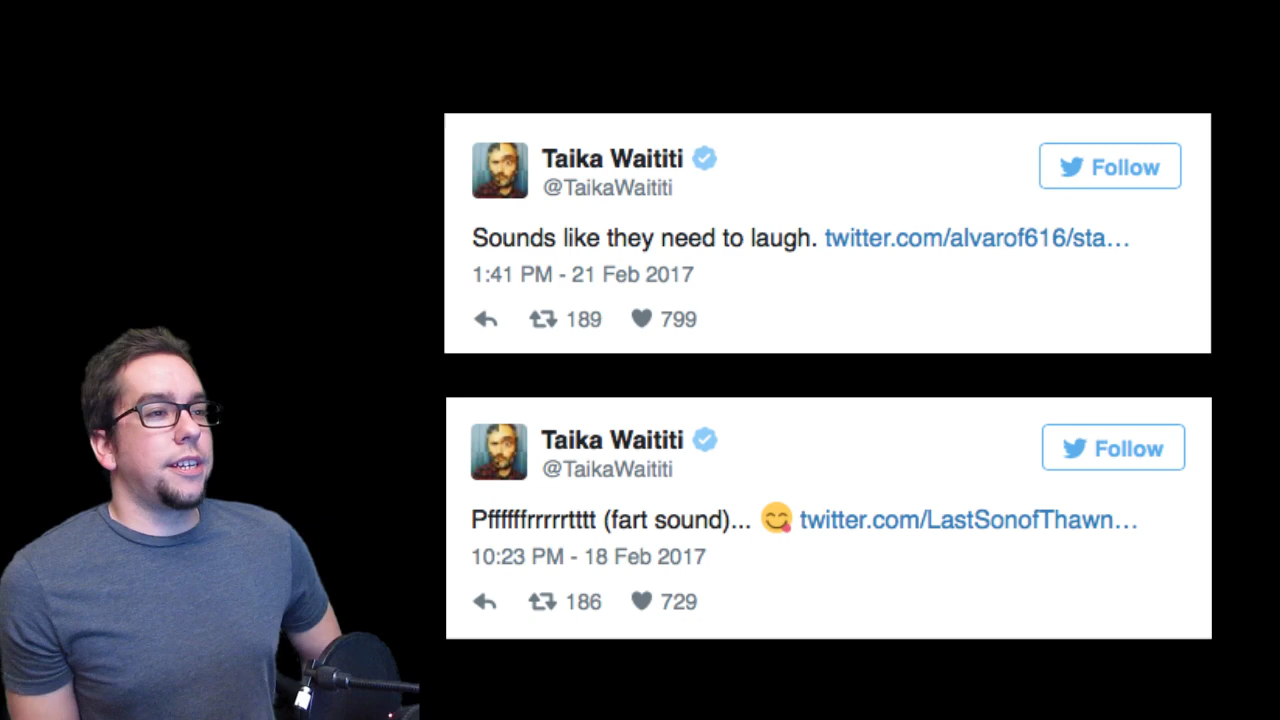 Taika Waititi
@TaikaWaititi
Follow
Sounds like they need to laugh. twitter.com/alvarof616/sta…
1:41 PM - 21 Feb 2017
189 799
Taika Waititi
@TaikaWaititi
Follow
Pffffffrrrrrtttt (fart sound)... 😋 twitter.com/LastSonofThawn…
10:23 PM - 18 Feb 2017
186 729